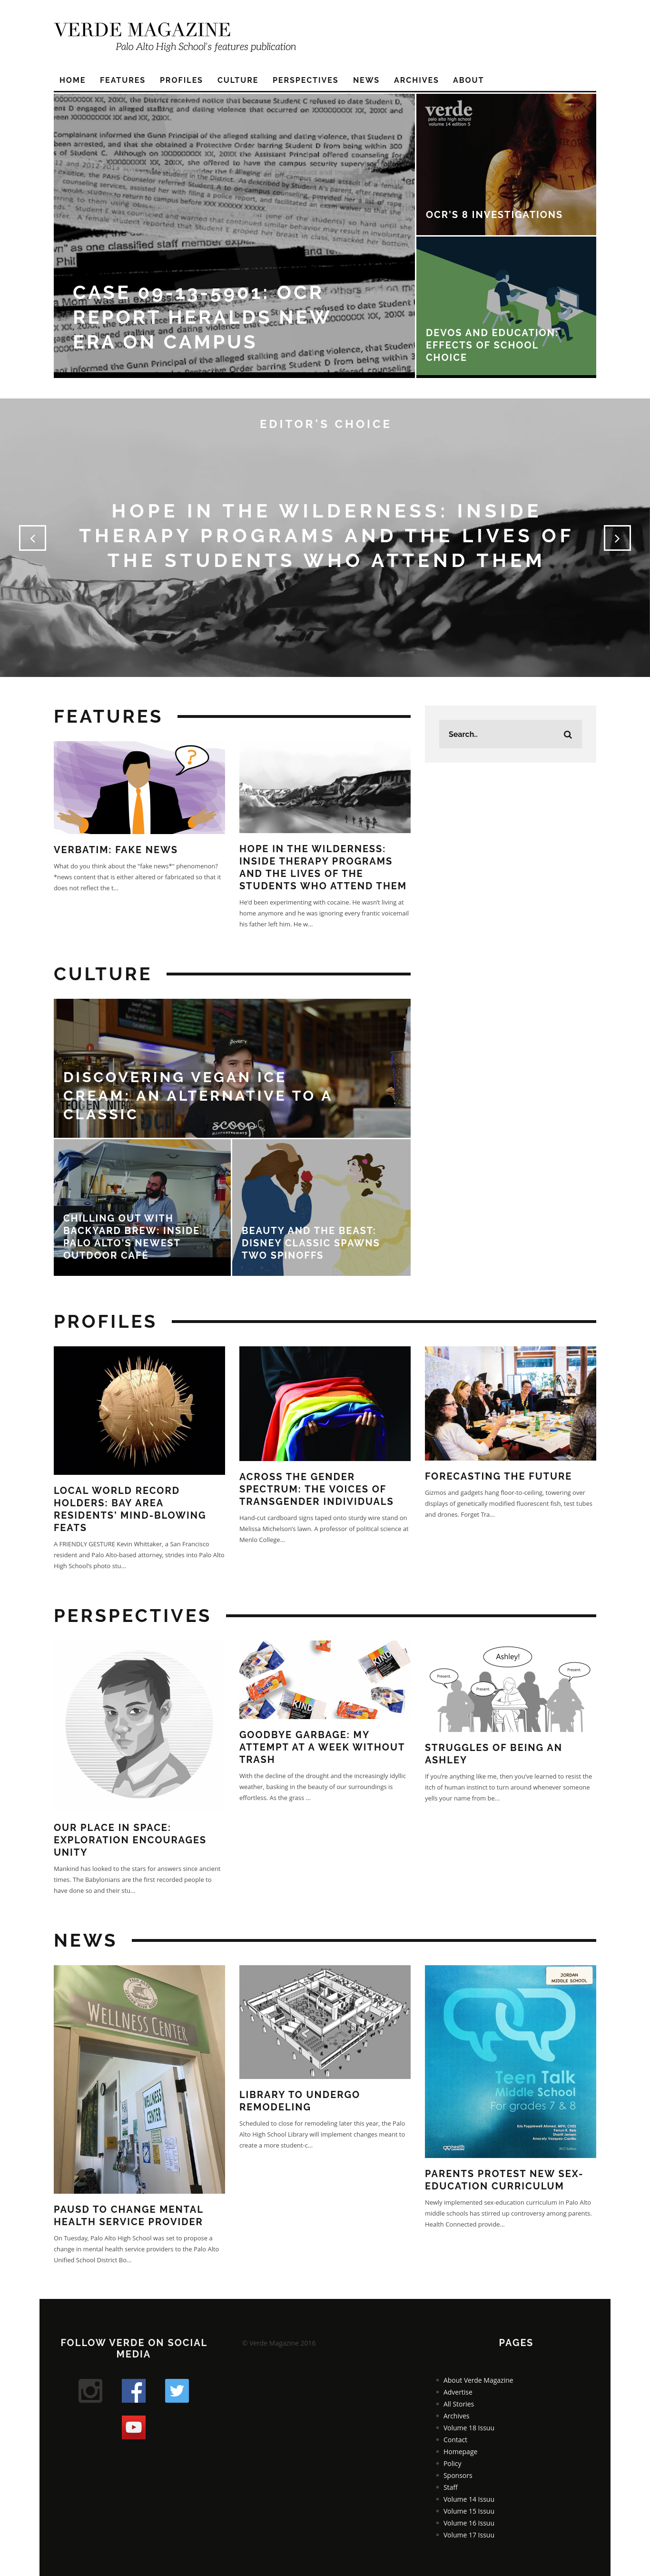 VERDE MAGAZINE
Palo Alto High School's features publication
HOME FEATURES PROFILES CULTURE PERSPECTIVES NEWS ARCHIVES ABOUT
CASE 09-13-5901: OCR
REPORT HERALDS NEW
ERA ON CAMPUS
verde
palo alto high school
volume 14 edition 5
OCR'S 8 INVESTIGATIONS
DEVOS AND EDUCATION:
EFFECTS OF SCHOOL
CHOICE
EDITOR'S CHOICE
HOPE IN THE WILDERNESS: INSIDE
THERAPY PROGRAMS AND THE LIVES OF
THE STUDENTS WHO ATTEND THEM
FEATURES
Search..
?
VERBATIM: FAKE NEWS
What do you think about the "fake news*" phenomenon?
*news content that is either altered or fabricated so that it
does not reflect the t...
HOPE IN THE WILDERNESS:
INSIDE THERAPY PROGRAMS
AND THE LIVES OF THE
STUDENTS WHO ATTEND THEM
He'd been experimenting with cocaine. He wasn't living at
home anymore and he was ignoring every frantic voicemail
his father left him. He w...
CULTURE
DISCOVERING VEGAN ICE
CREAM: AN ALTERNATIVE TO A
CLASSIC
scoop
CHILLING OUT WITH
BACKYARD BREW: INSIDE
PALO ALTO'S NEWEST
OUTDOOR CAFÉ
BEAUTY AND THE BEAST:
DISNEY CLASSIC SPAWNS
TWO SPINOFFS
PROFILES
LOCAL WORLD RECORD
HOLDERS: BAY AREA
RESIDENTS' MIND-BLOWING
FEATS
A FRIENDLY GESTURE Kevin Whittaker, a San Francisco
resident and Palo Alto-based attorney, strides into Palo Alto
High School's photo stu...
ACROSS THE GENDER
SPECTRUM: THE VOICES OF
TRANSGENDER INDIVIDUALS
Hand-cut cardboard signs taped onto sturdy wire stand on
Melissa Michelson's lawn. A professor of political science at
Menlo College...
FORECASTING THE FUTURE
Gizmos and gadgets hang floor-to-ceiling, towering over
displays of genetically modified fluorescent fish, test tubes
and drones. Forget Tra...
PERSPECTIVES
OUR PLACE IN SPACE:
EXPLORATION ENCOURAGES
UNITY
Mankind has looked to the stars for answers since ancient
times. The Babylonians are the first recorded people to
have done so and their stu...
KIND
KIND
GOODBYE GARBAGE: MY
ATTEMPT AT A WEEK WITHOUT
TRASH
With the decline of the drought and the increasingly idyllic
weather, basking in the beauty of our surroundings is
effortless. As the grass ...
Ashley!
Present.
Present.
Present.
STRUGGLES OF BEING AN
ASHLEY
If you're anything like me, then you've learned to resist the
itch of human instinct to turn around whenever someone
yells your name from be...
NEWS
WELLNESS CENTER
WELLNESS
CENTER
PAUSD TO CHANGE MENTAL
HEALTH SERVICE PROVIDER
On Tuesday, Palo Alto High School was set to propose a
change in mental health service providers to the Palo Alto
Unified School District Bo...
LIBRARY TO UNDERGO
REMODELING
Scheduled to close for remodeling later this year, the Palo
Alto High School Library will implement changes meant to
create a more student-c...
JORDAN
MIDDLE SCHOOL
Teen Talk
Middle School
For grades 7 & 8
PARENTS PROTEST NEW SEX-
EDUCATION CURRICULUM
Newly implemented sex-education curriculum in Palo Alto
middle schools has stirred up controversy among parents.
Health Connected provide...
FOLLOW VERDE ON SOCIAL
MEDIA
© Verde Magazine 2016
PAGES
About Verde Magazine
Advertise
All Stories
Archives
Volume 18 Issuu
Contact
Homepage
Policy
Sponsors
Staff
Volume 14 Issuu
Volume 15 Issuu
Volume 16 Issuu
Volume 17 Issuu